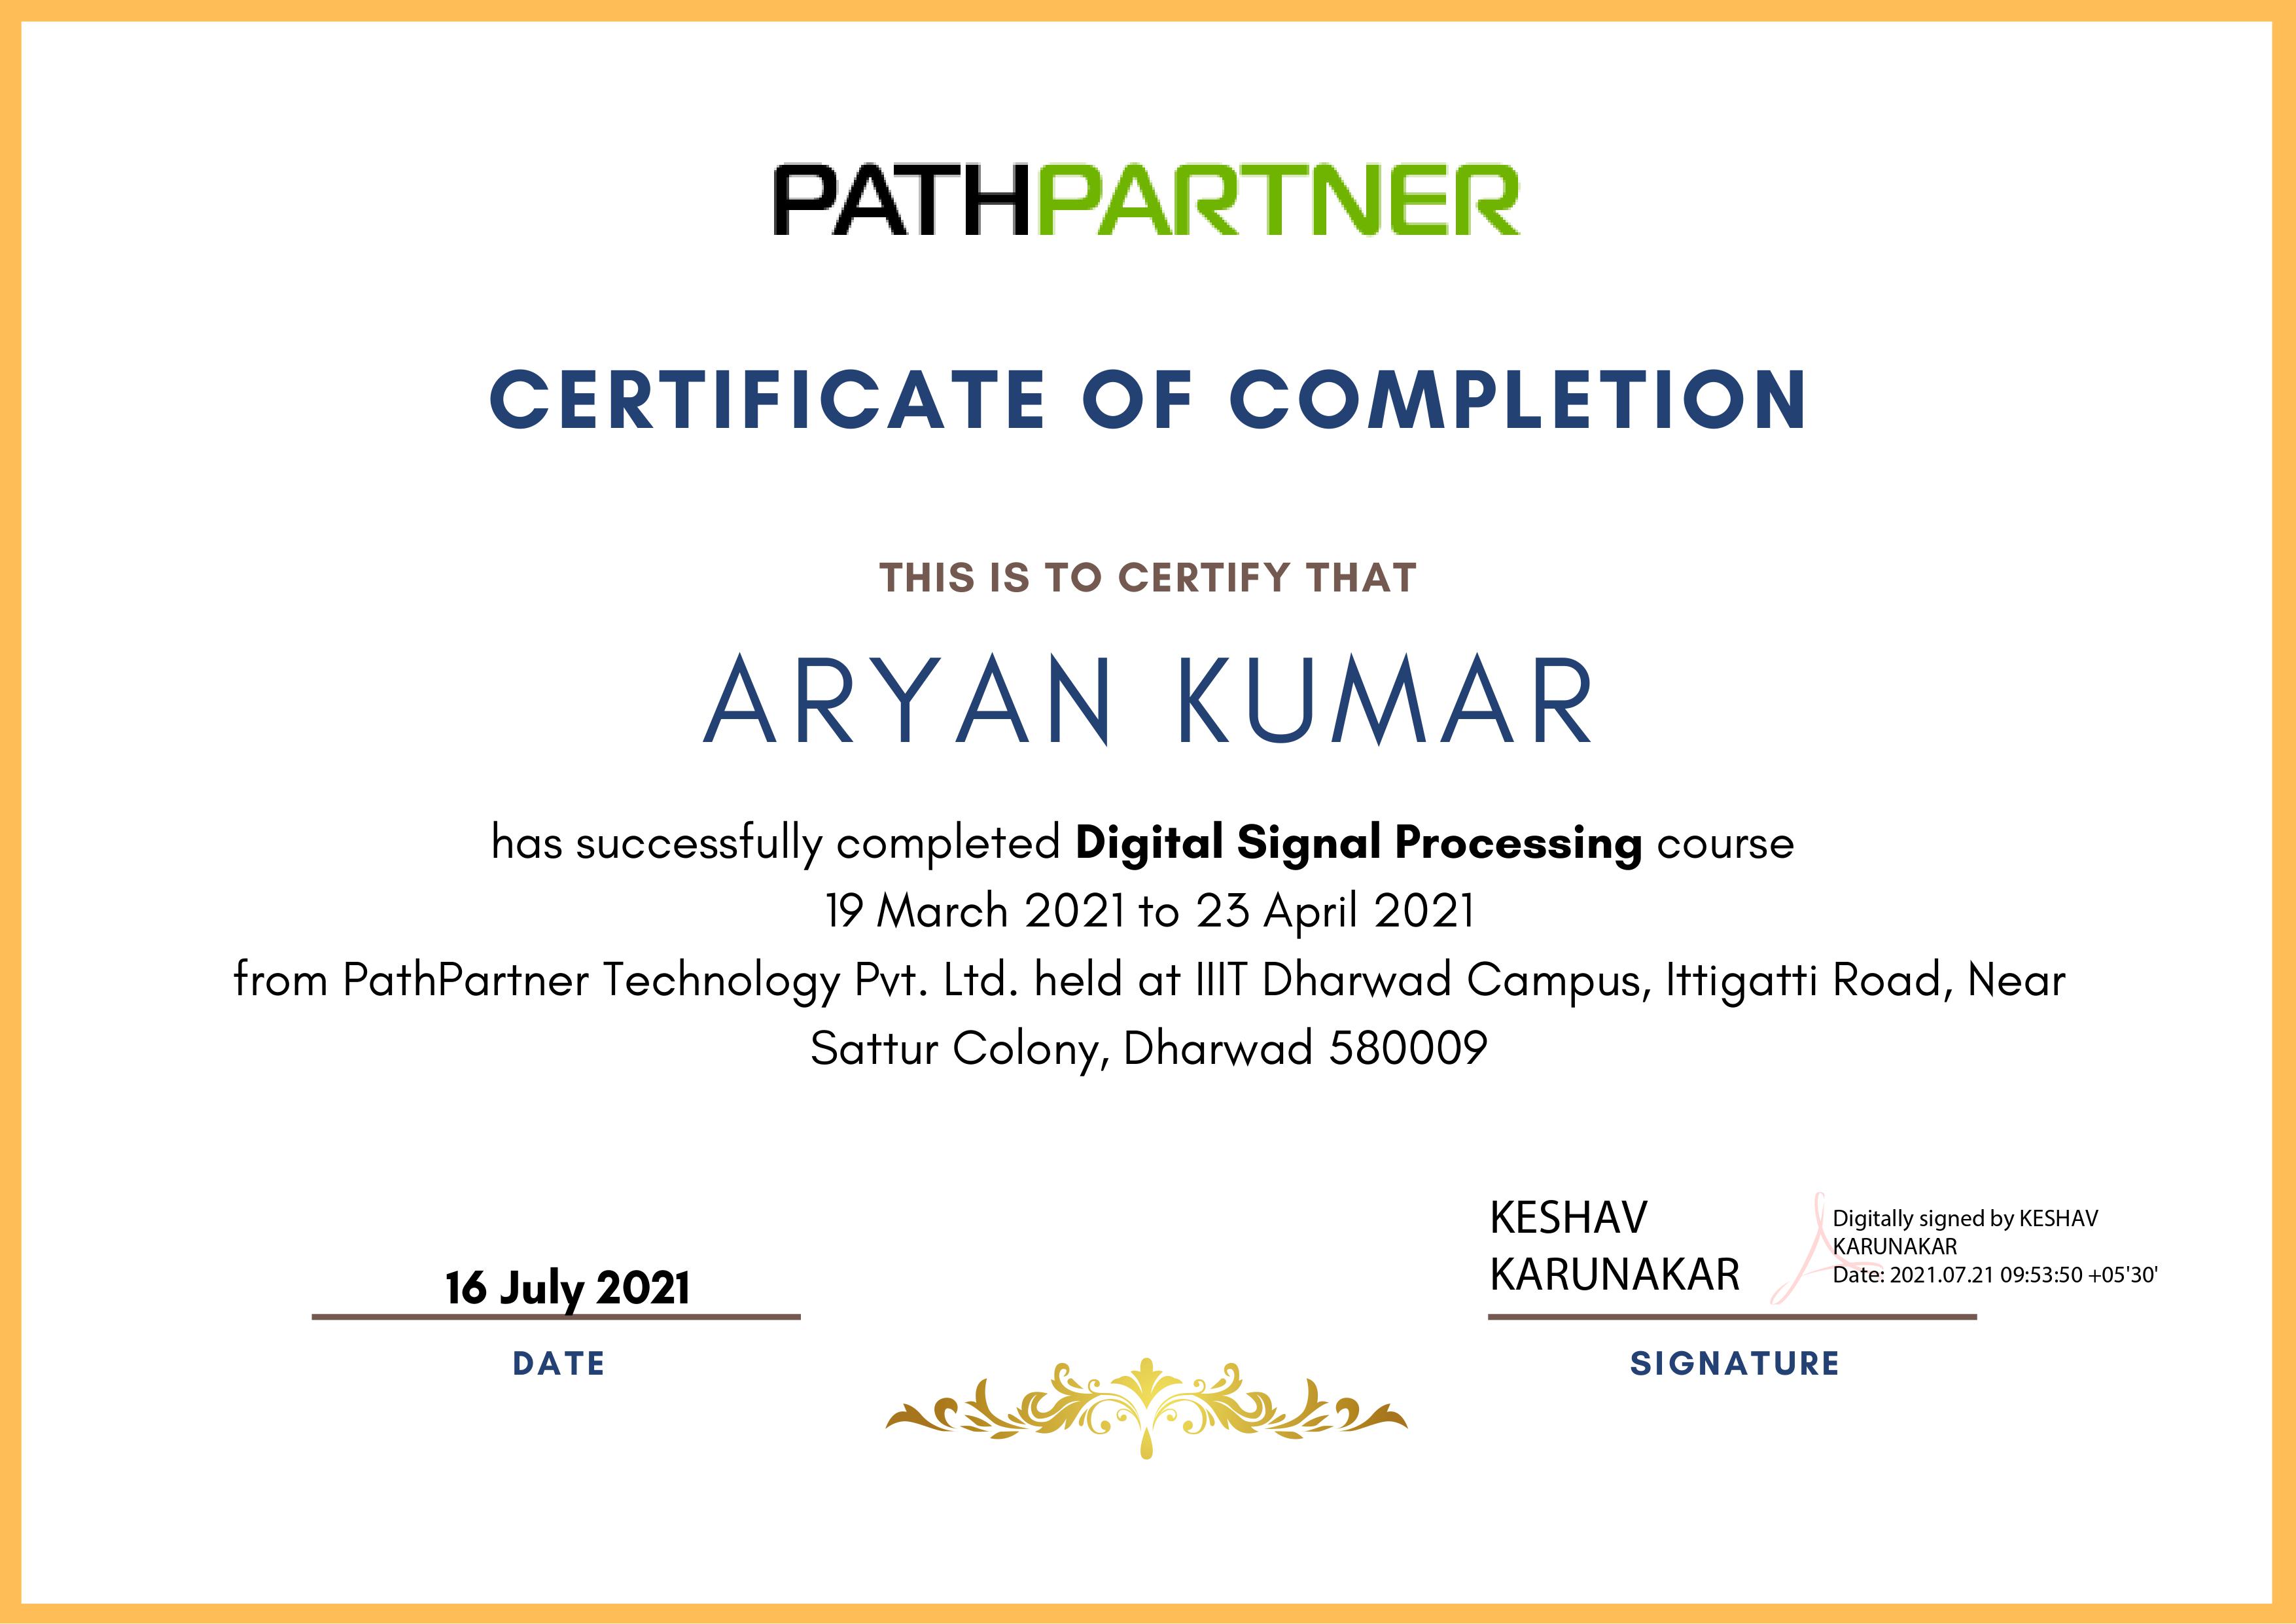 PATHPARTNER
CERTIFICATE OF COMPLETION
THIS IS TO CERTIFY THAT
ARYAN KUMAR
has successfully completed Digital Signal Processing course
19 March 2021 to 23 April 2021
from PathPartner Technology Pvt. Ltd. held at IIIT Dharwad Campus, Ittigatti Road, Near
Sattur Colony, Dharwad 580009
16 July 2021
DATE
KESHAV
KARUNAKAR
Digitally signed by KESHAV
KARUNAKAR
Date: 2021.07.21 09:53:50 +05'30'
SIGNATURE